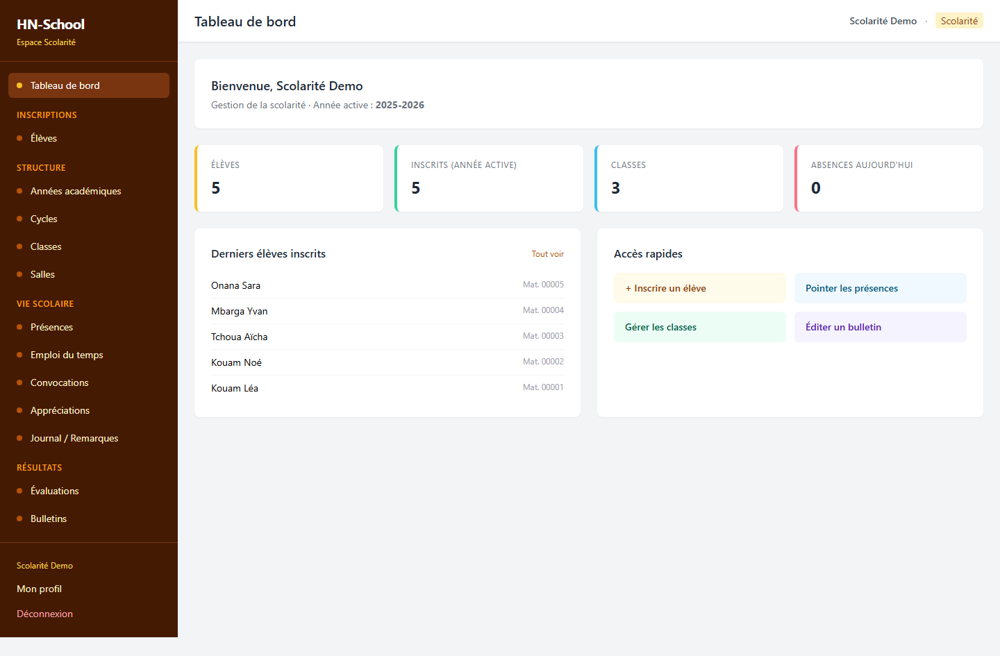 HN-School
Espace Scolarité
Tableau de bord
INSCRIPTIONS
Élèves
STRUCTURE
Années académiques
Cycles
Classes
Salles
VIE SCOLAIRE
Présences
Emploi du temps
Convocations
Appréciations
Journal / Remarques
RÉSULTATS
Évaluations
Bulletins
Scolarité Demo
Mon profil
Déconnexion
Tableau de bord
Scolarité Demo · Scolarité
Bienvenue, Scolarité Demo
Gestion de la scolarité · Année active : 2025-2026
ÉLÈVES
5
INSCRITS (ANNÉE ACTIVE)
5
CLASSES
3
ABSENCES AUJOURD'HUI
0
Derniers élèves inscrits Tout voir
Onana Sara Mat. 00005
Mbarga Yvan Mat. 00004
Tchoua Aïcha Mat. 00003
Kouam Noé Mat. 00002
Kouam Léa Mat. 00001
Accès rapides
+ Inscrire un élève
Pointer les présences
Gérer les classes
Éditer un bulletin